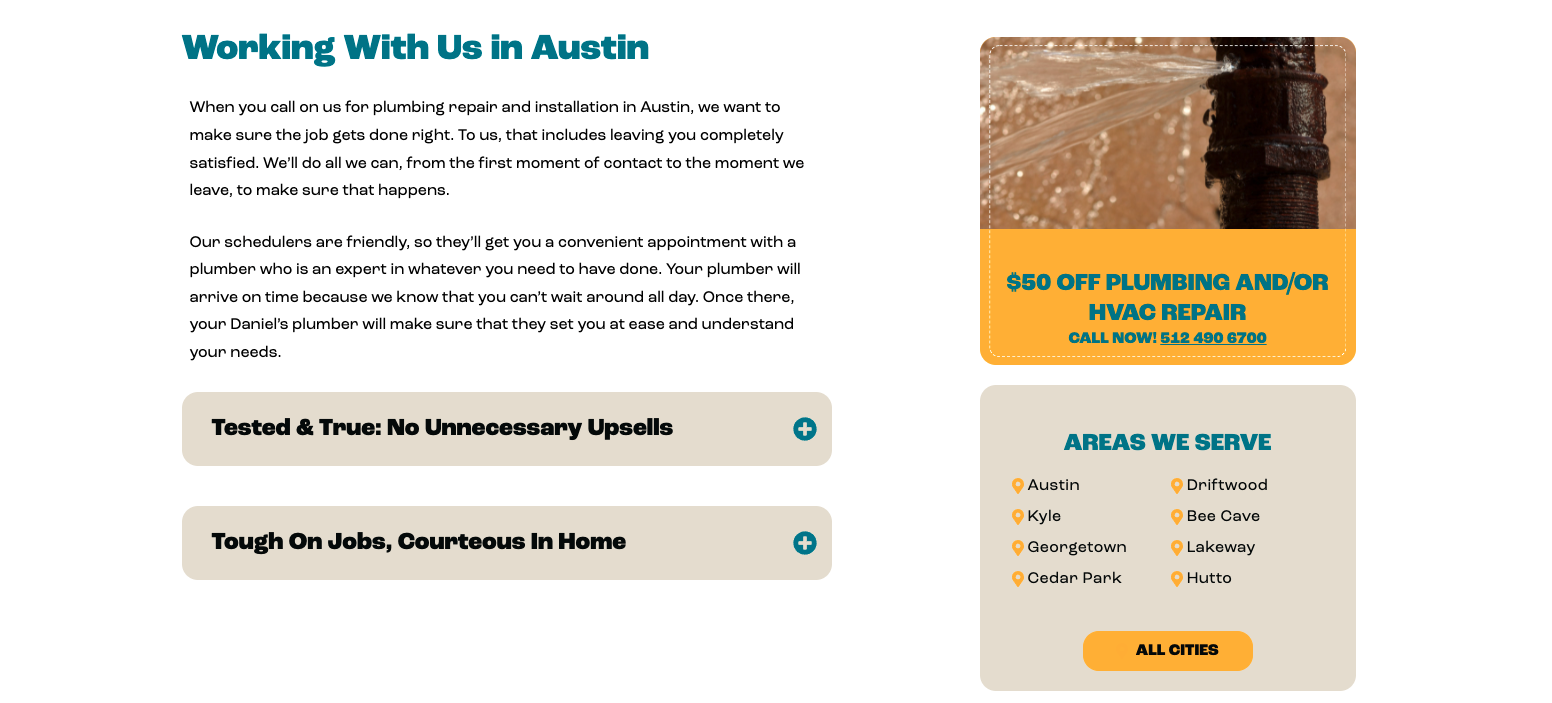 Working With Us in Austin
When you call on us for plumbing repair and installation in Austin, we want to
make sure the job gets done right. To us, that includes leaving you completely
satisfied. We’ll do all we can, from the first moment of contact to the moment we
leave, to make sure that happens.
Our schedulers are friendly, so they’ll get you a convenient appointment with a
plumber who is an expert in whatever you need to have done. Your plumber will
arrive on time because we know that you can’t wait around all day. Once there,
your Daniel’s plumber will make sure that they set you at ease and understand
your needs.
Tested & True: No Unnecessary Upsells
Tough On Jobs, Courteous In Home
$50 OFF PLUMBING AND/OR
HVAC REPAIR
CALL NOW! 512 490 6700
AREAS WE SERVE
Austin
Kyle
Georgetown
Cedar Park
Driftwood
Bee Cave
Lakeway
Hutto
ALL CITIES